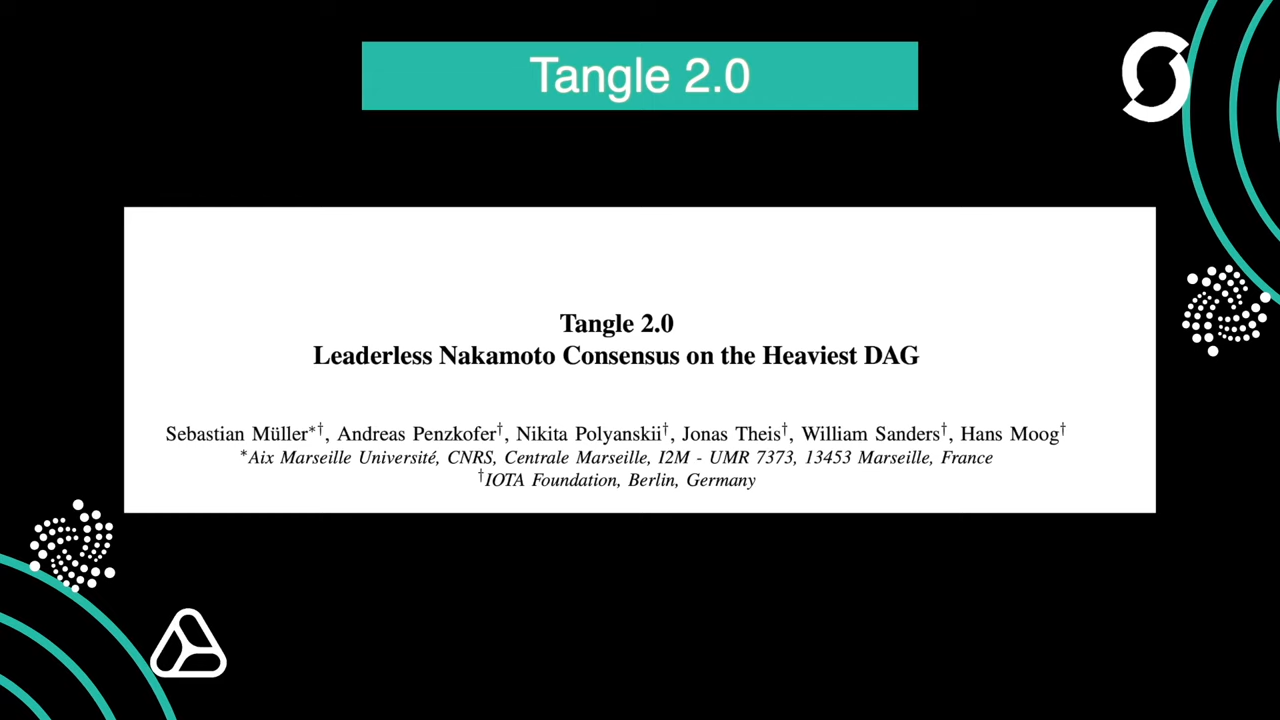 Tangle 2.0
Tangle 2.0
Leaderless Nakamoto Consensus on the Heaviest DAG
Sebastian Müller*†, Andreas Penzkofer†, Nikita Polyanskii†, Jonas Theis†, William Sanders†, Hans Moog†
*Aix Marseille Université, CNRS, Centrale Marseille, I2M - UMR 7373, 13453 Marseille, France
†IOTA Foundation, Berlin, Germany